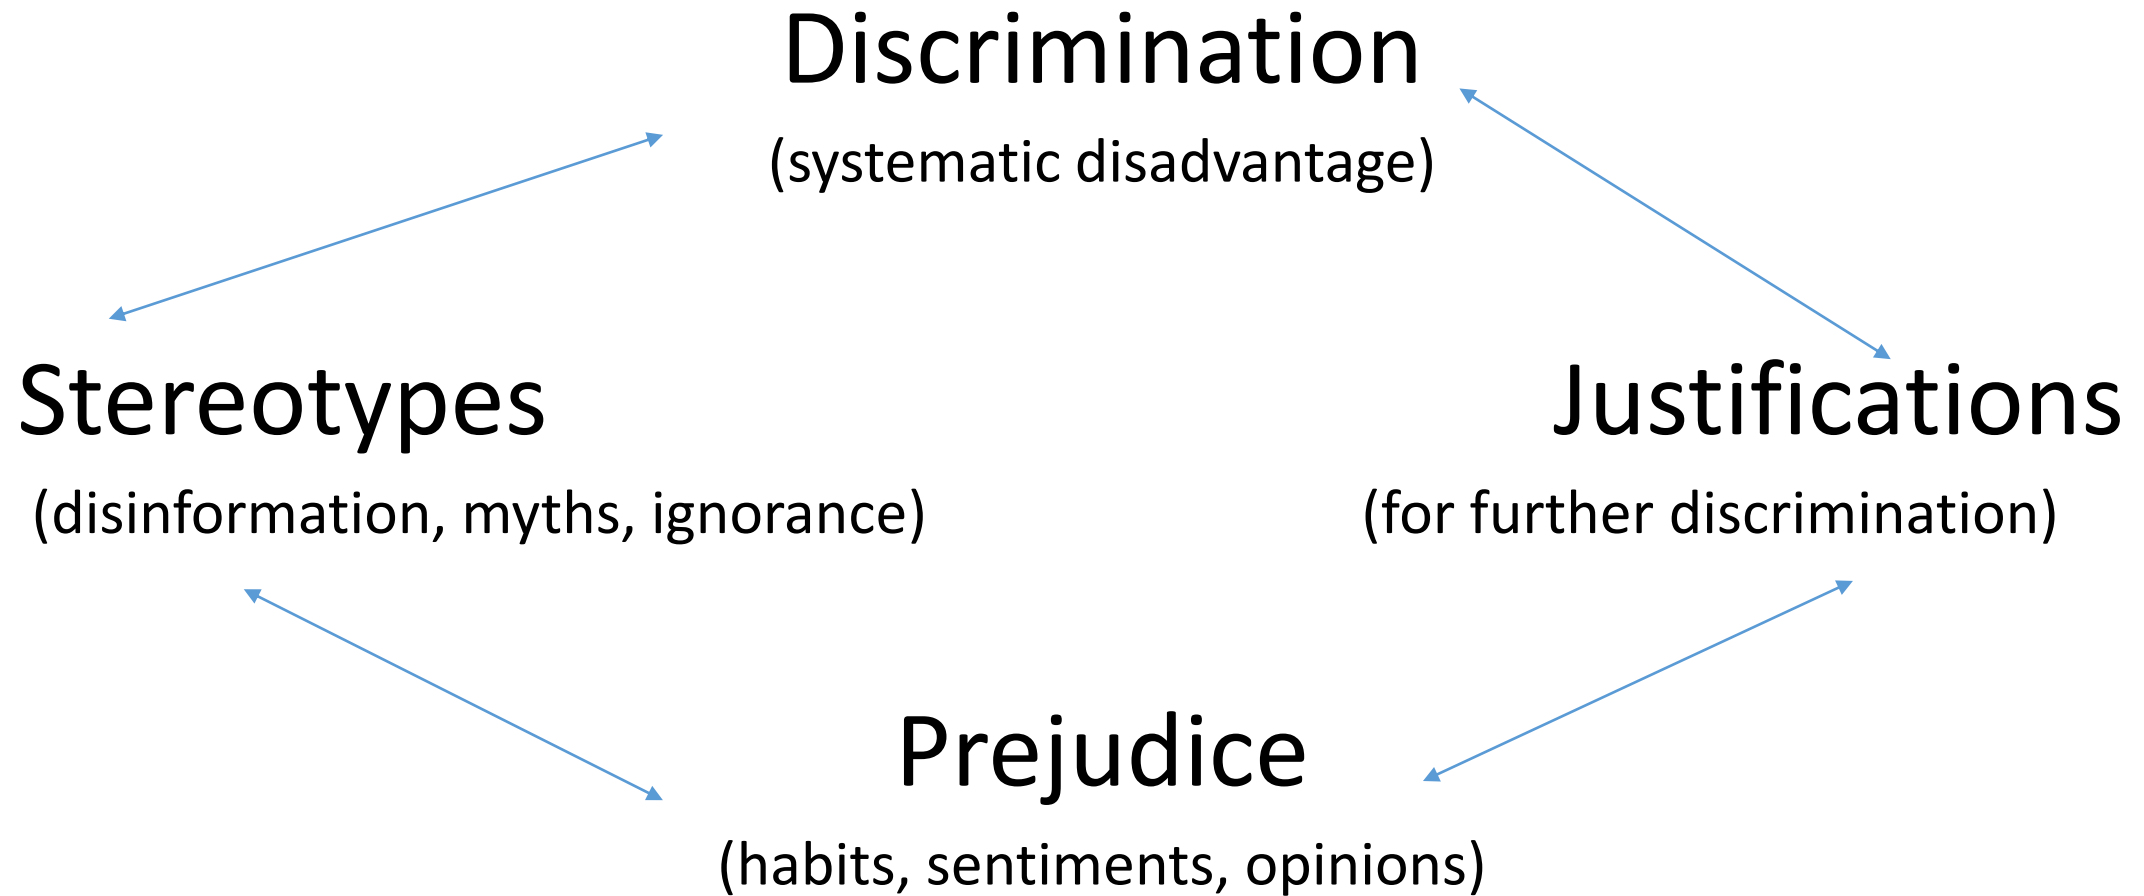 Discrimination
(systematic disadvantage)
Stereotypes
(disinformation, myths, ignorance)
Justifications
(for further discrimination)
Prejudice
(habits, sentiments, opinions)